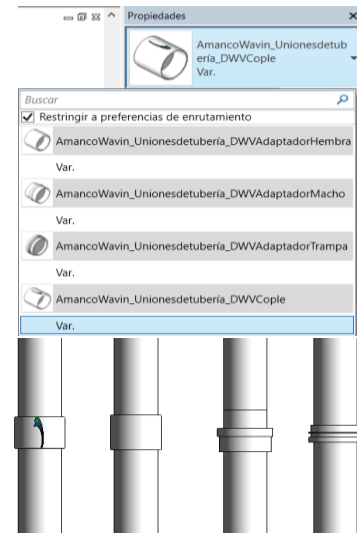 Propiedades
AmancoWavin_Unionesdetub
ería_DWVCople
Var.
Buscar
Restringir a preferencias de enrutamiento
AmancoWavin_Unionesdetubería_DWVAdaptadorHembra
Var.
AmancoWavin_Unionesdetubería_DWVAdaptadorMacho
Var.
AmancoWavin_Unionesdetubería_DWVAdaptadorTrampa
Var.
AmancoWavin_Unionesdetubería_DWVCople
Var.